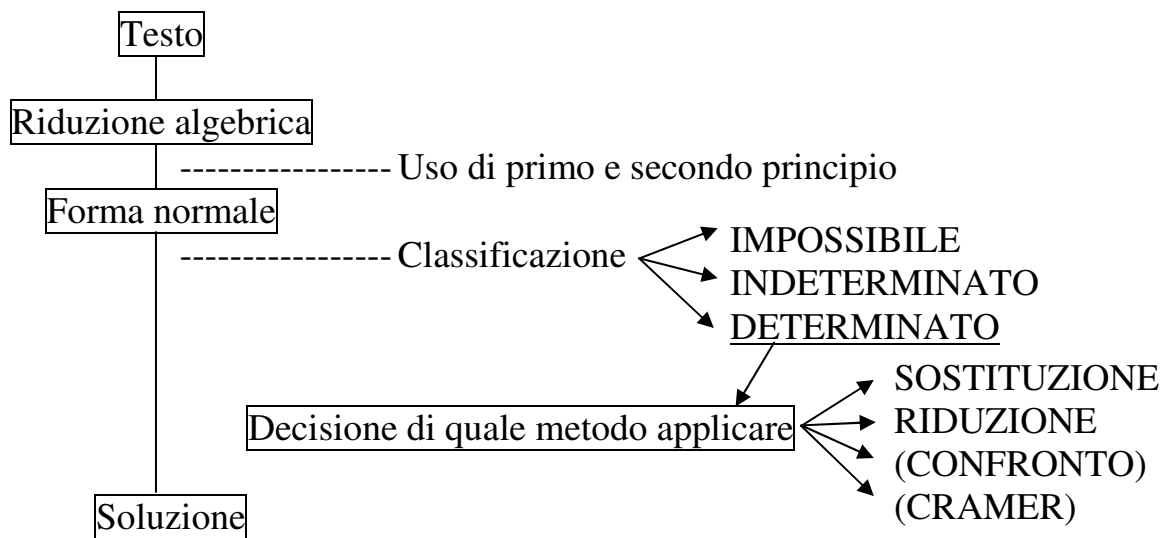 Testo
Riduzione algebrica
---------------- Uso di primo e secondo principio
Forma normale
---------------- Classificazione
IMPOSSIBILE
INDETERMINATO
DETERMINATO
Decisione di quale metodo applicare
SOSTITUZIONE
RIDUZIONE
(CONFRONTO)
(CRAMER)
Soluzione